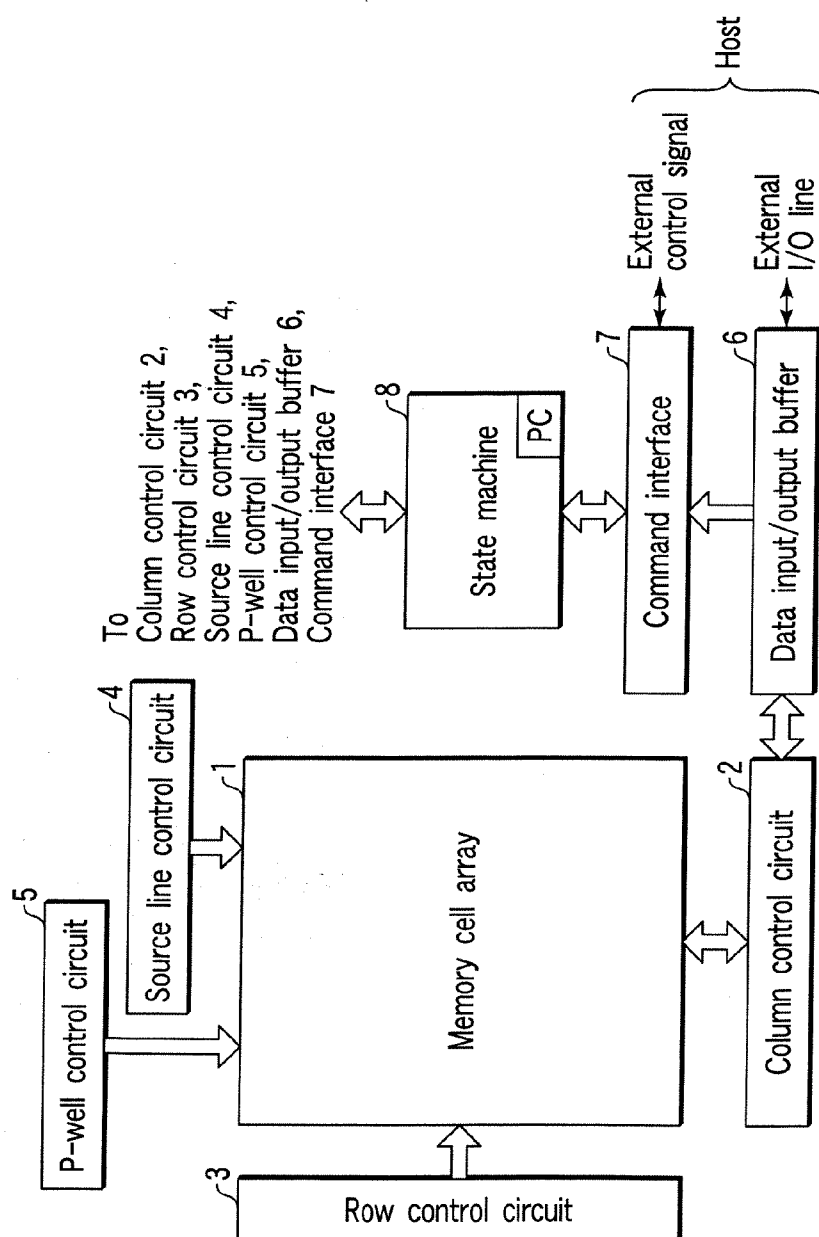 5
P-well control circuit
4
Source line control circuit
To
Column control circuit 2,
Row control circuit 3,
Source line control circuit 4,
P-well control circuit 5,
Data input/output buffer 6,
Command interface 7
3
Row control circuit
1
Memory cell array
8
State machine
PC
7
Command interface
External
control signal
Host
2
Column control circuit
6
Data input/output buffer
External
I/O line